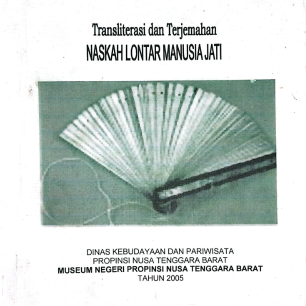 Transliterasi dan Terjemahan
NASKAH LONTAR MANUSIA JATI
DINAS KEBUDAYAAN DAN PARIWISATA
PROPINSI NUSA TENGGARA BARAT
MUSEUM NEGERI PROPINSI NUSA TENGGARA BARAT
TAHUN 2005